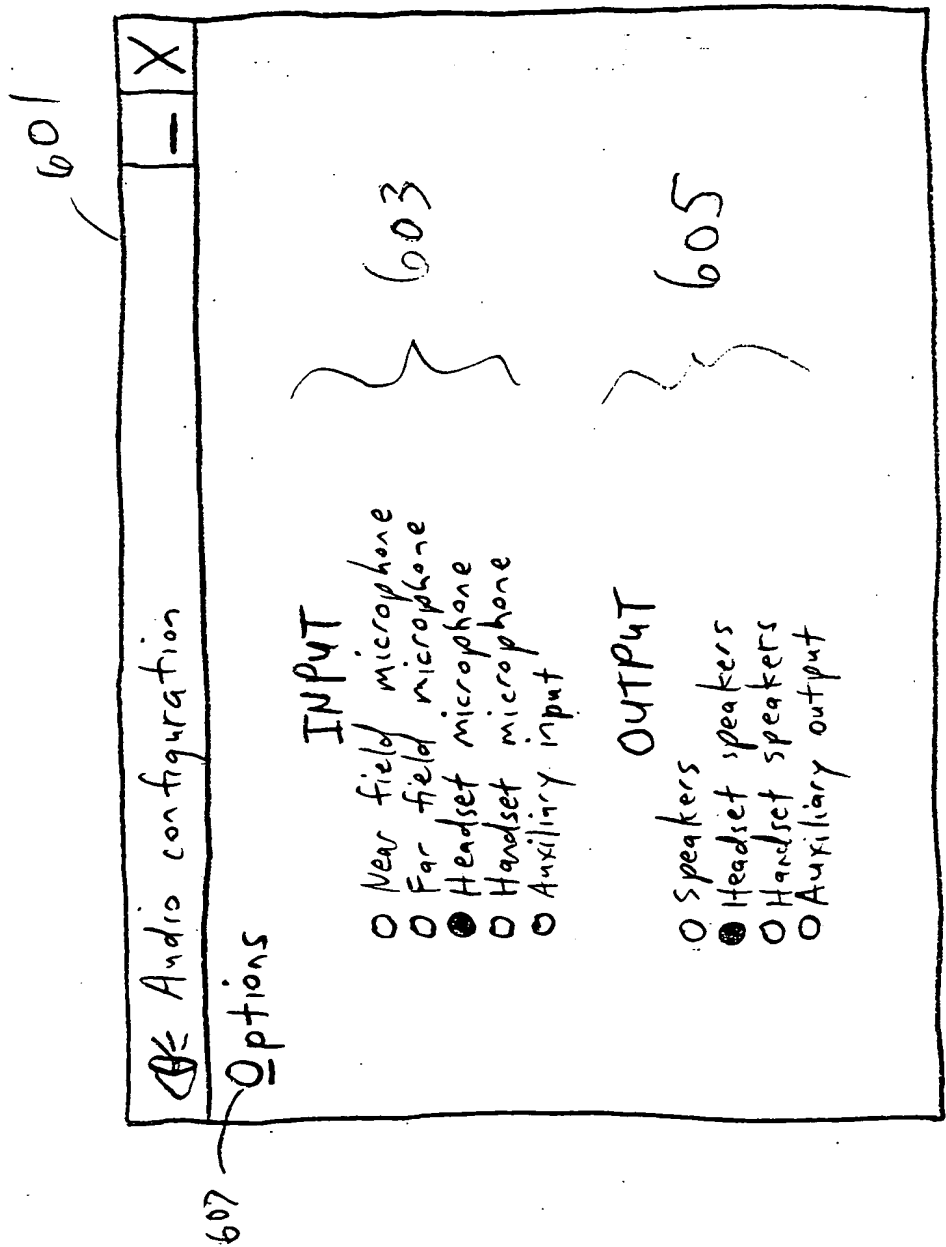 601
Audio configuration — X
607
Options
INPUT
Near field microphone
Far field microphone
Headset microphone
Handset microphone
Auxiliary input
603
OUTPUT
Speakers
Headset speakers
Handset speakers
Auxiliary output
605